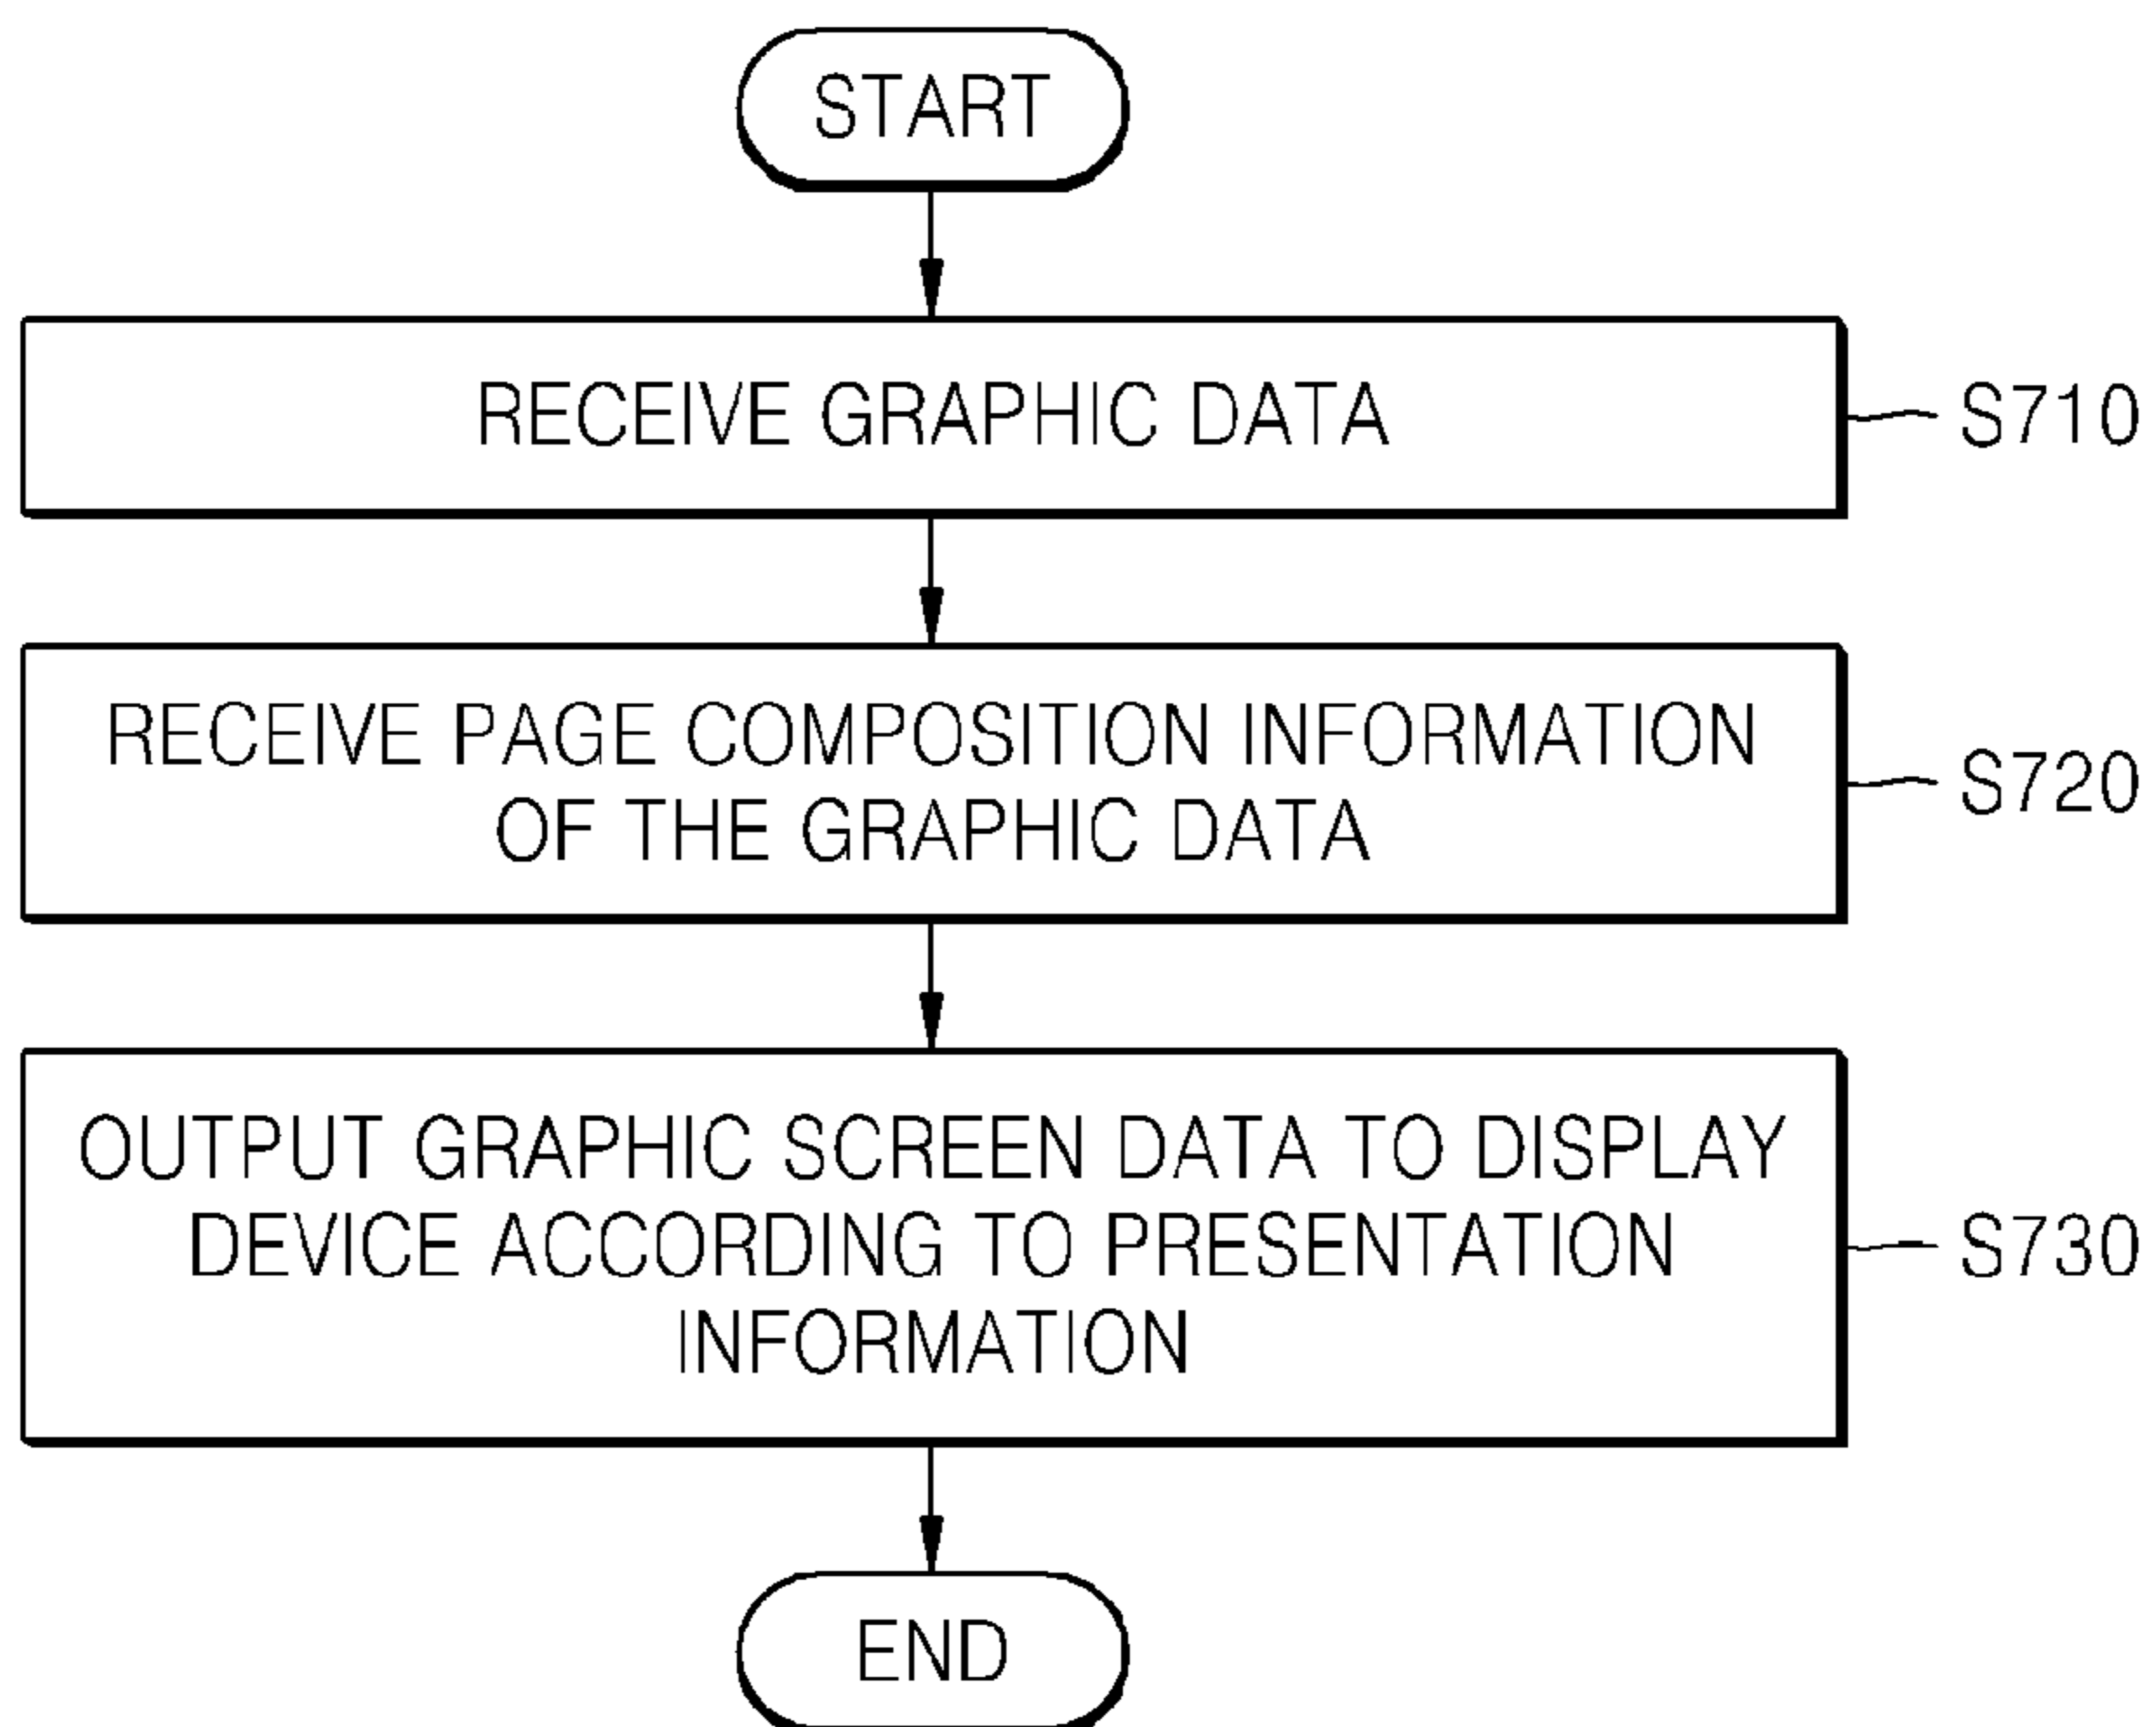 START
RECEIVE GRAPHIC DATA
S710
RECEIVE PAGE COMPOSITION INFORMATION
OF THE GRAPHIC DATA
S720
OUTPUT GRAPHIC SCREEN DATA TO DISPLAY
DEVICE ACCORDING TO PRESENTATION
INFORMATION
S730
END